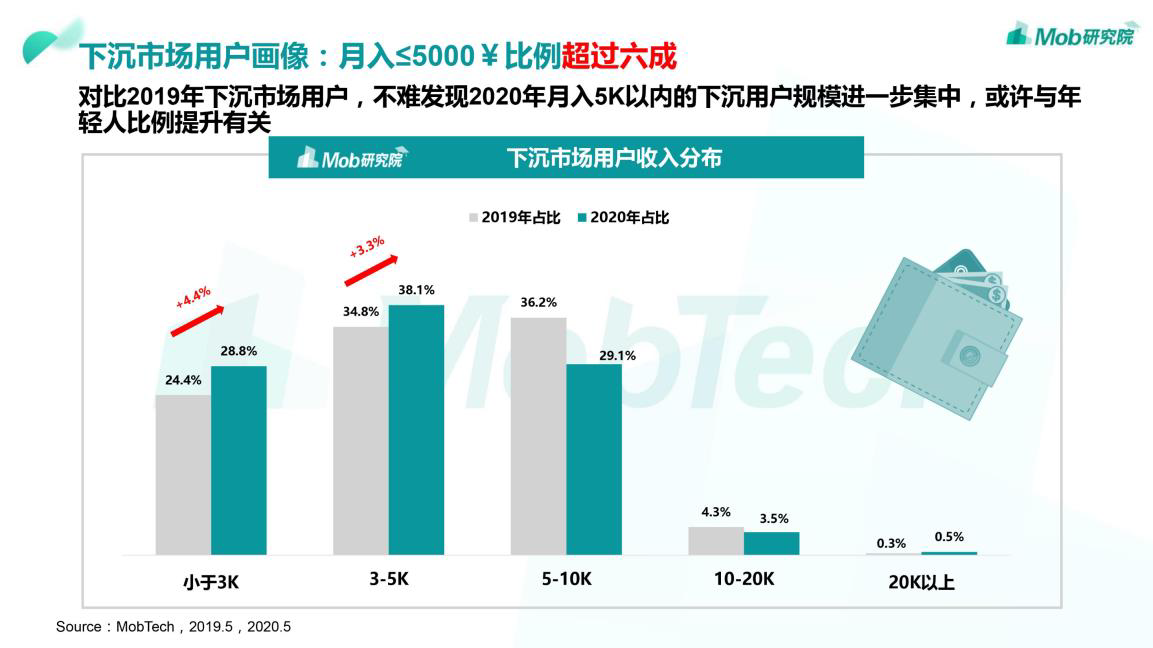 下沉市场用户画像：月入≤5000￥比例超过六成
Mob研究院
对比2019年下沉市场用户，不难发现2020年月入5K以内的下沉用户规模进一步集中，或许与年
轻人比例提升有关
Mob研究院
下沉市场用户收入分布
2019年占比 2020年占比
+4.4%
+3.3%
24.4%
28.8%
34.8%
38.1%
36.2%
29.1%
4.3%
3.5%
0.3%
0.5%
MobTech
小于3K 3-5K 5-10K 10-20K 20K以上
Source：MobTech，2019.5，2020.5